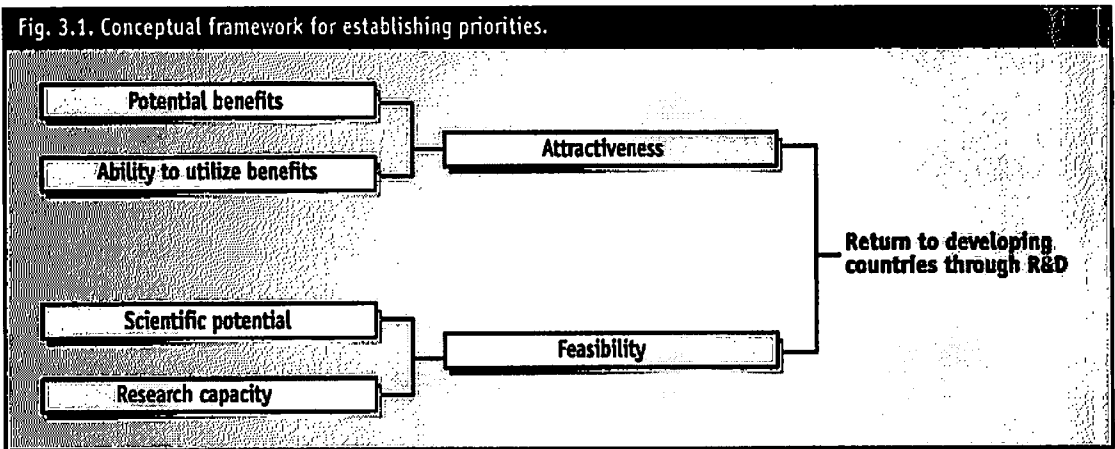 Fig. 3.1. Conceptual framework for establishing priorities.
Potential benefits
Ability to utilize benefits
Attractiveness
Return to developing
countries through R&D
Scientific potential
Research capacity
Feasibility